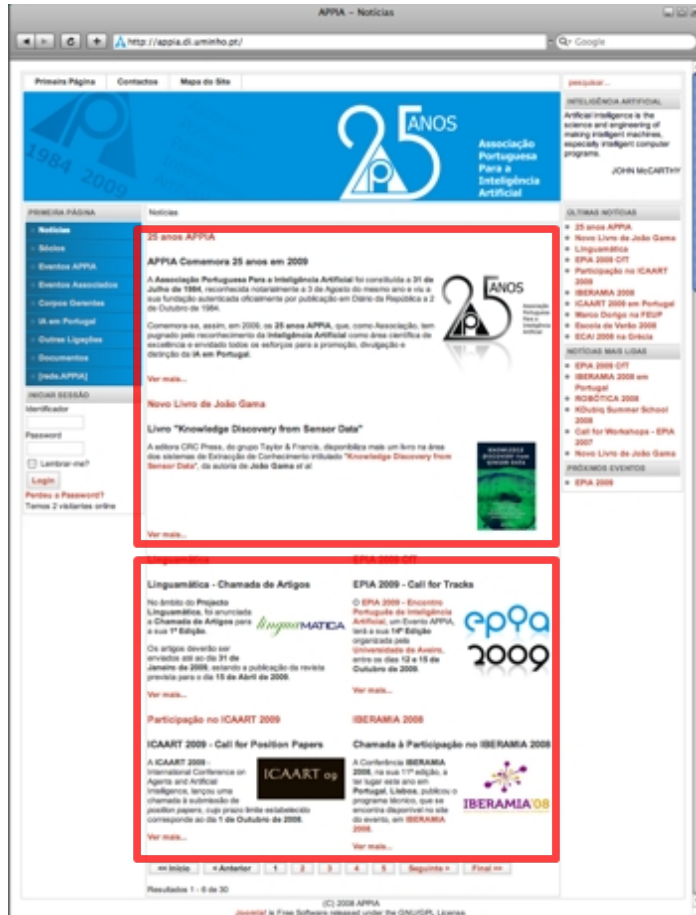 APPIA – Notícias
http://appia.di.uminho.pt/
Google
Primeira Página Contactos Mapa do Site
pesquisar...
1984 2009
25 ANOS
Associação
Portuguesa
Para a
Inteligência
Artificial
INTELIGÊNCIA ARTIFICIAL
Artificial intelligence is the
science and engineering of
making intelligent machines,
especially intelligent computer
programs.
JOHN McCARTHY
PRIMEIRA PÁGINA
Notícias
Sócios
Eventos APPIA
Eventos Associados
Corpos Gerentes
IA em Portugal
Outras Ligações
Documentos
[rede.APPIA]
INICIAR SESSÃO
Identificador
Password
Lembrar-me?
Login
Perdeu a Password?
Temos 2 visitantes online
Notícias
25 anos APPIA
APPIA Comemora 25 anos em 2009
A Associação Portuguesa Para a Inteligência Artificial foi constituída a 31 de
Julho de 1984, reconhecida notarialmente a 3 de Agosto do mesmo ano e viu a
sua fundação autenticada oficialmente por publicação em Diário da República a 2
de Outubro de 1984.
Comemora-se, assim, em 2009, os 25 anos APPIA, que, como Associação, tem
pugnado pelo reconhecimento da Inteligência Artificial como área científica de
excelência e envidado todos os esforços para a promoção, divulgação e
distinção da IA em Portugal.
25 ANOS
Associação
Portuguesa
Para a
Inteligência
Artificial
Ver mais...
Novo Livro de João Gama
Livro "Knowledge Discovery from Sensor Data"
A editora CRC Press, do grupo Taylor & Francis, disponibiliza mais um livro na área
dos sistemas de Extracção de Conhecimento intitulado "Knowledge Discovery from
Sensor Data", da autoria de João Gama et al
KNOWLEDGE
DISCOVERY FROM
SENSOR DATA
Ver mais...
Linguamática
Linguamática - Chamada de Artigos
No âmbito do Projecto
Linguamática, foi anunciada
a Chamada de Artigos para
a sua 1ª Edição.
Os artigos deverão ser
enviados até ao dia 31 de
Janeiro de 2009, estando a publicação da revista
prevista para o dia 15 de Abril de 2009.
linguaMATICA
Ver mais...
EPIA 2009 CfT
EPIA 2009 - Call for Tracks
O EPIA 2009 - Encontro
Português de Inteligência
Artificial, um Evento APPIA,
terá a sua 14ª Edição
organizada pela
Universidade de Aveiro,
entre os dias 12 e 15 de
Outubro de 2009.
epia
2009
Ver mais...
Participação no ICAART 2009
ICAART 2009 - Call for Position Papers
A ICAART 2009 -
International Conference on
Agents and Artificial
Intelligence, lançou uma
chamada à submissão de
position papers, cujo prazo limite estabelecido
corresponde ao dia 1 de Outubro de 2008.
ICAART 09
Ver mais...
IBERAMIA 2008
Chamada à Participação no IBERAMIA 2008
A Conferência IBERAMIA
2008, na sua 11ª edição, a
ter lugar este ano em
Portugal, Lisboa, publicou o
programa técnico, que se
encontra disponível no site
do evento, em IBERAMIA
2008.
IBERAMIA'08
Ver mais...
<< Início < Anterior 1 2 3 4 5 Seguinte > Final >>
Resultados 1 - 6 de 30
ÚLTIMAS NOTÍCIAS
25 anos APPIA
Novo Livro de João Gama
Linguamática
EPIA 2009 CfT
Participação no ICAART
2009
IBERAMIA 2008
ICAART 2009 em Portugal
Marco Dorigo na FEUP
Escola de Verão 2008
ECAI 2008 na Grécia
NOTÍCIAS MAIS LIDAS
EPIA 2009 CfT
IBERAMIA 2008 em
Portugal
ROBÓTICA 2008
KDubiq Summer School
2008
Call for Workshops - EPIA
2007
Novo Livro de João Gama
PRÓXIMOS EVENTOS
EPIA 2009
(C) 2008 APPIA
Joomla! is Free Software released under the GNU/GPL License.